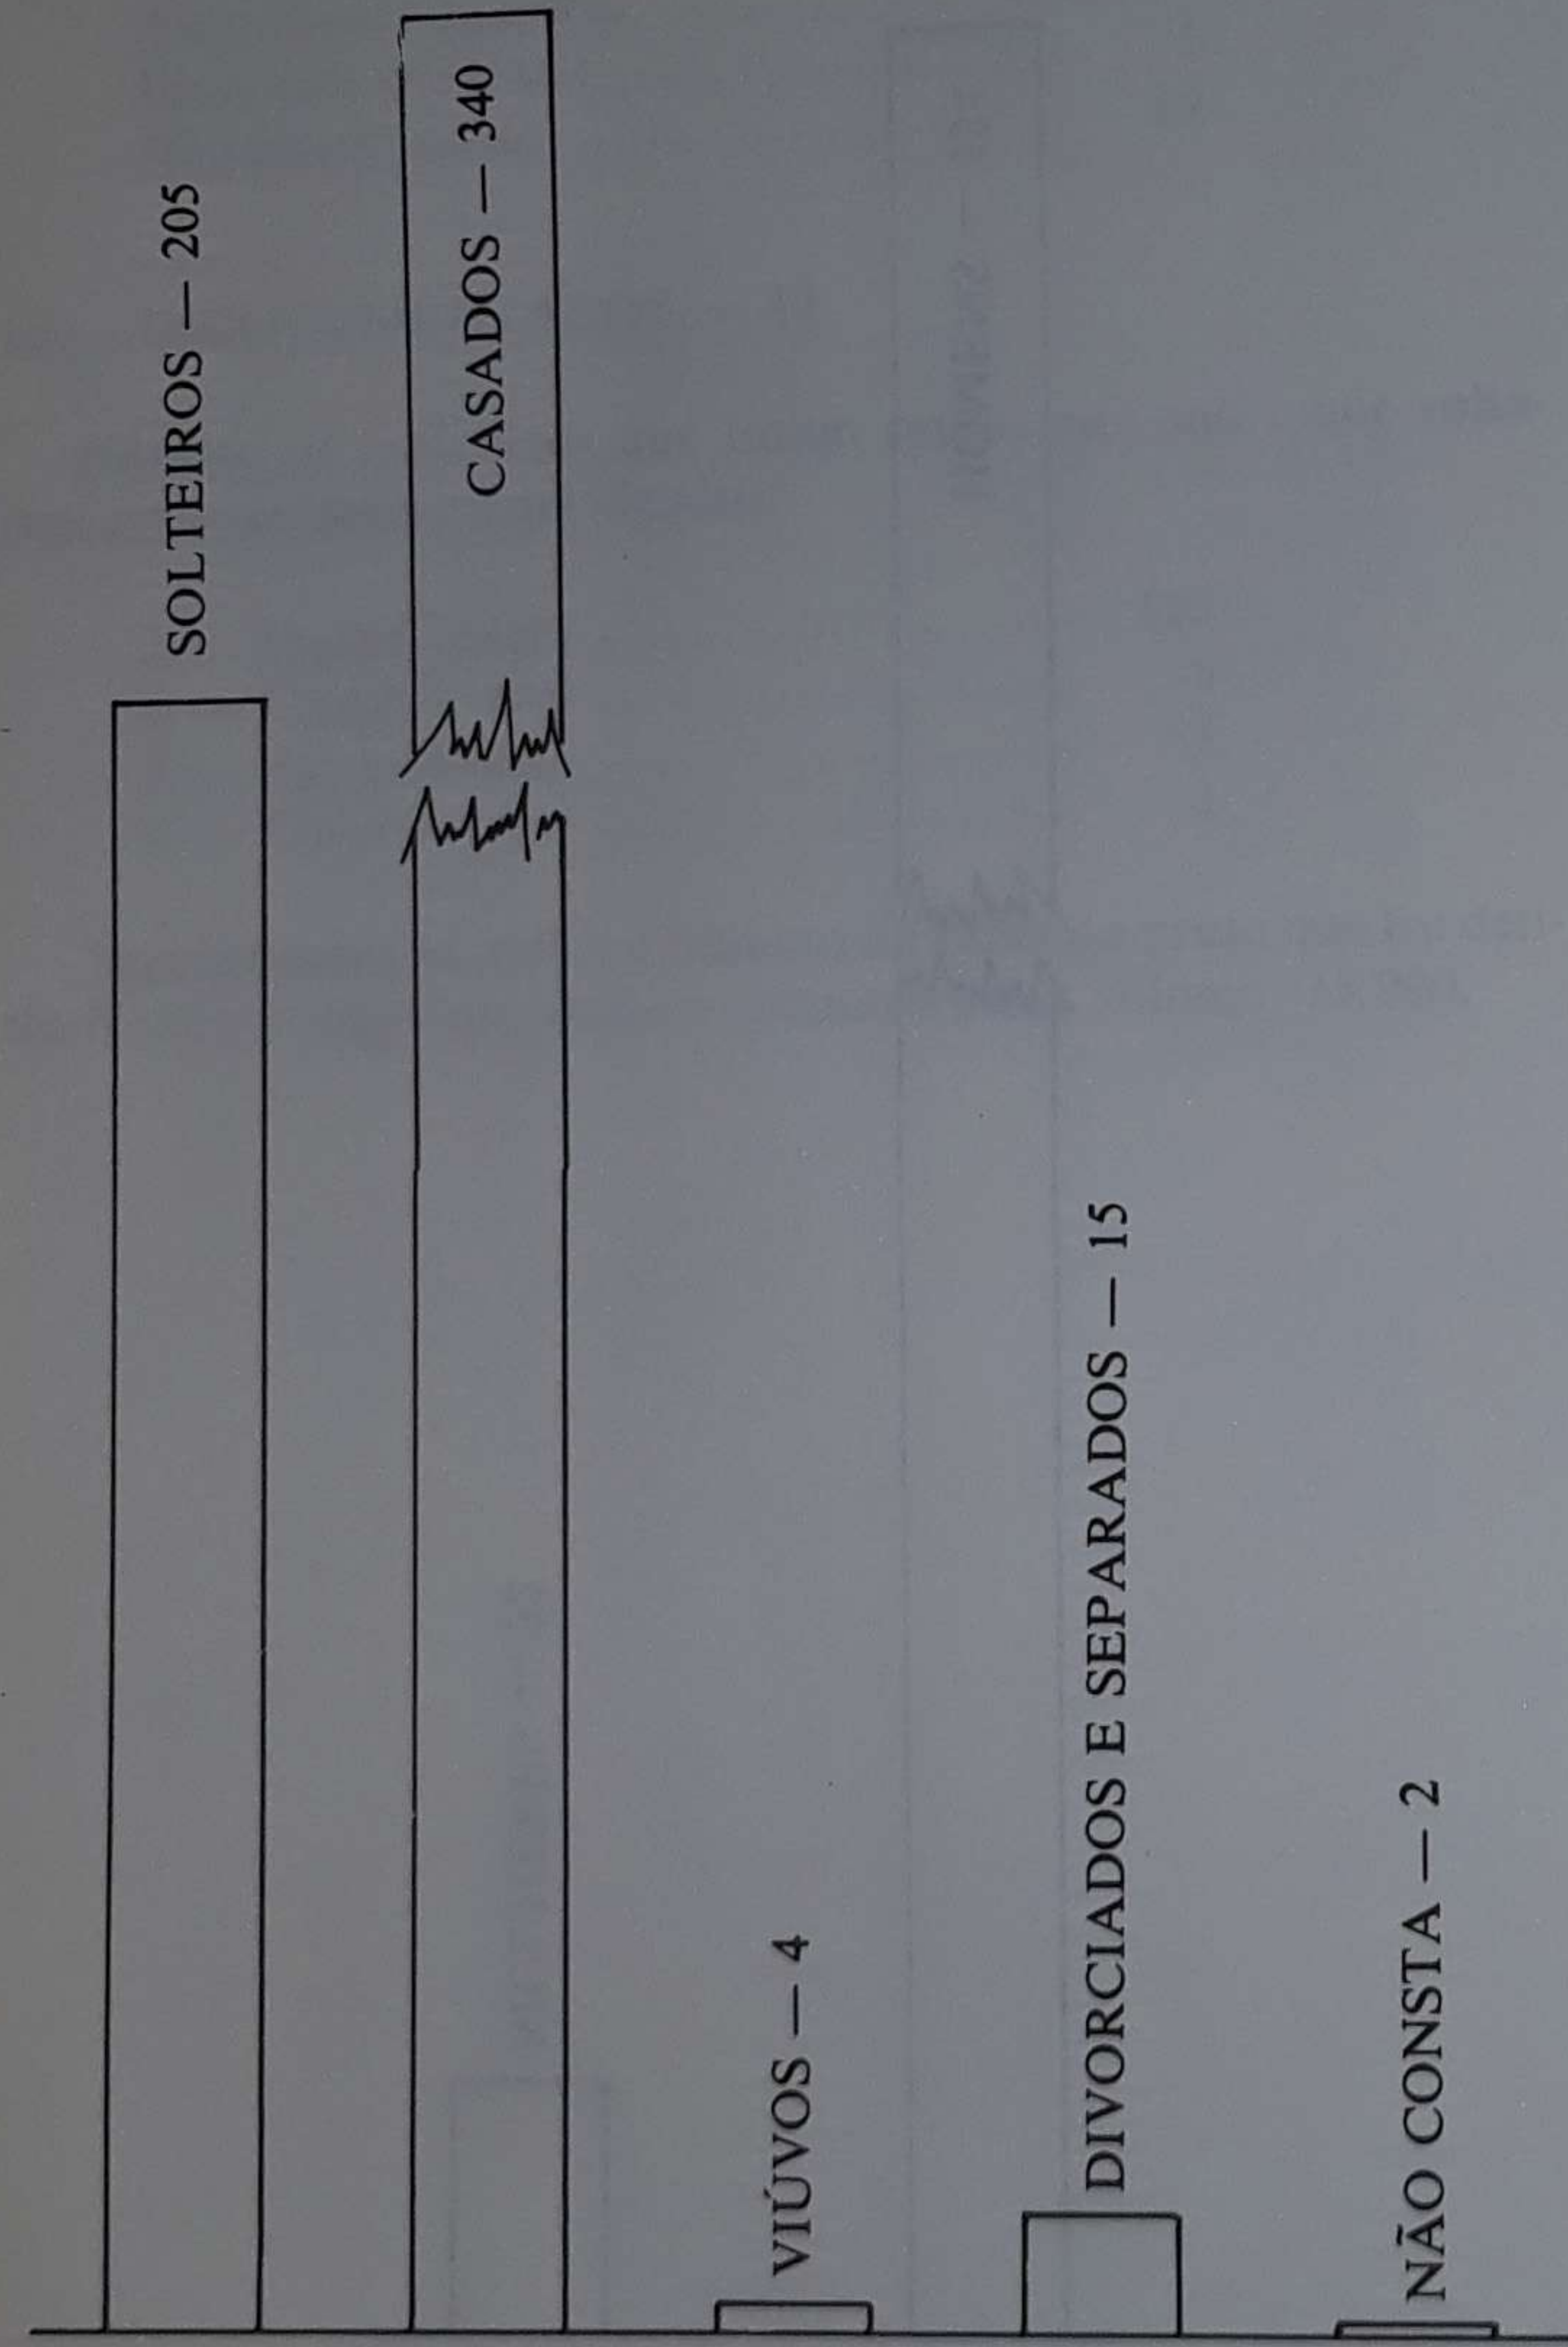 SOLTEIROS — 205
CASADOS — 340
VIÚVOS — 4
DIVORCIADOS E SEPARADOS — 15
NÃO CONSTA — 2